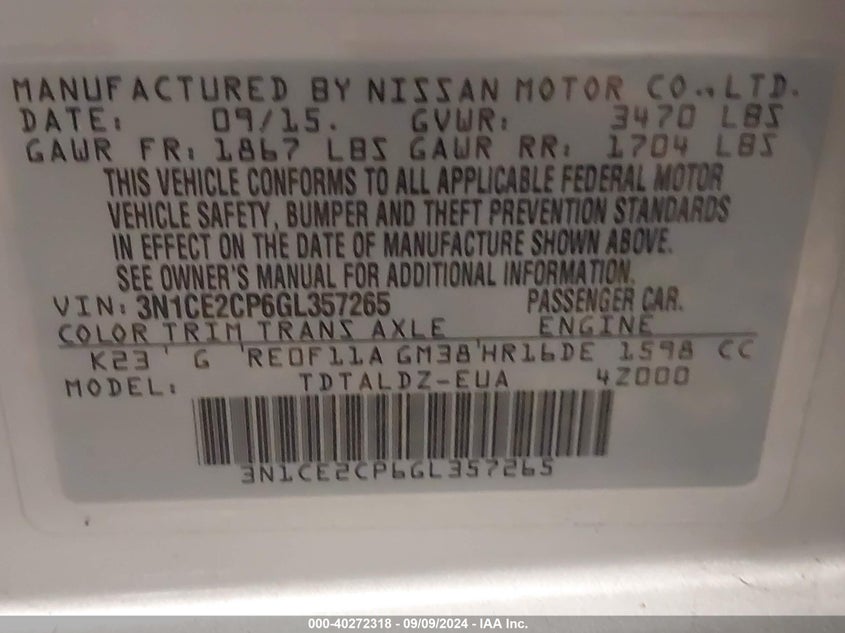 MANUFACTURED BY NISSAN MOTOR CO., LTD.
DATE: 09/15. GVWR: 3470 LBS
GAWR FR: 1867 LBS GAWR RR: 1704 LBS
THIS VEHICLE CONFORMS TO ALL APPLICABLE FEDERAL MOTOR
VEHICLE SAFETY, BUMPER AND THEFT PREVENTION STANDARDS
IN EFFECT ON THE DATE OF MANUFACTURE SHOWN ABOVE.
SEE OWNER'S MANUAL FOR ADDITIONAL INFORMATION.
VIN: 3N1CE2CP6GL357265 PASSENGER CAR.
COLOR TRIM TRANS AXLE ENGINE
K23 G RE0F11A GM38 HR16DE 1598 CC
MODEL: TDTALDZ-EUA 4Z000
3N1CE2CP6GL357265
000-40272318 - 09/09/2024 - IAA Inc.